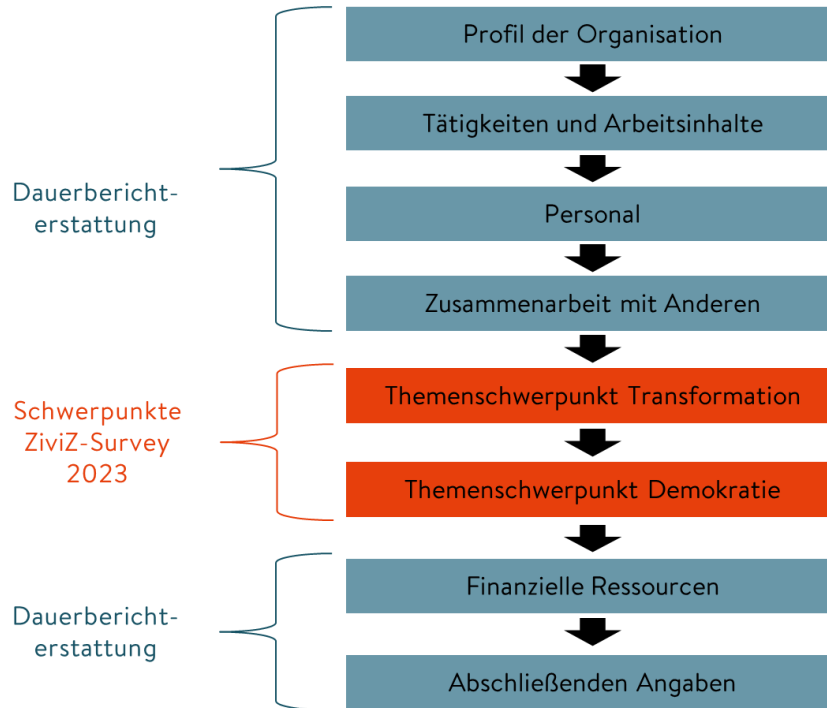 Profil der Organisation
Tätigkeiten und Arbeitsinhalte
Dauerbericht-
erstattung
Personal
Zusammenarbeit mit Anderen
Schwerpunkte
ZiviZ-Survey
2023
Themenschwerpunkt Transformation
Themenschwerpunkt Demokratie
Dauerbericht-
erstattung
Finanzielle Ressourcen
Abschließenden Angaben